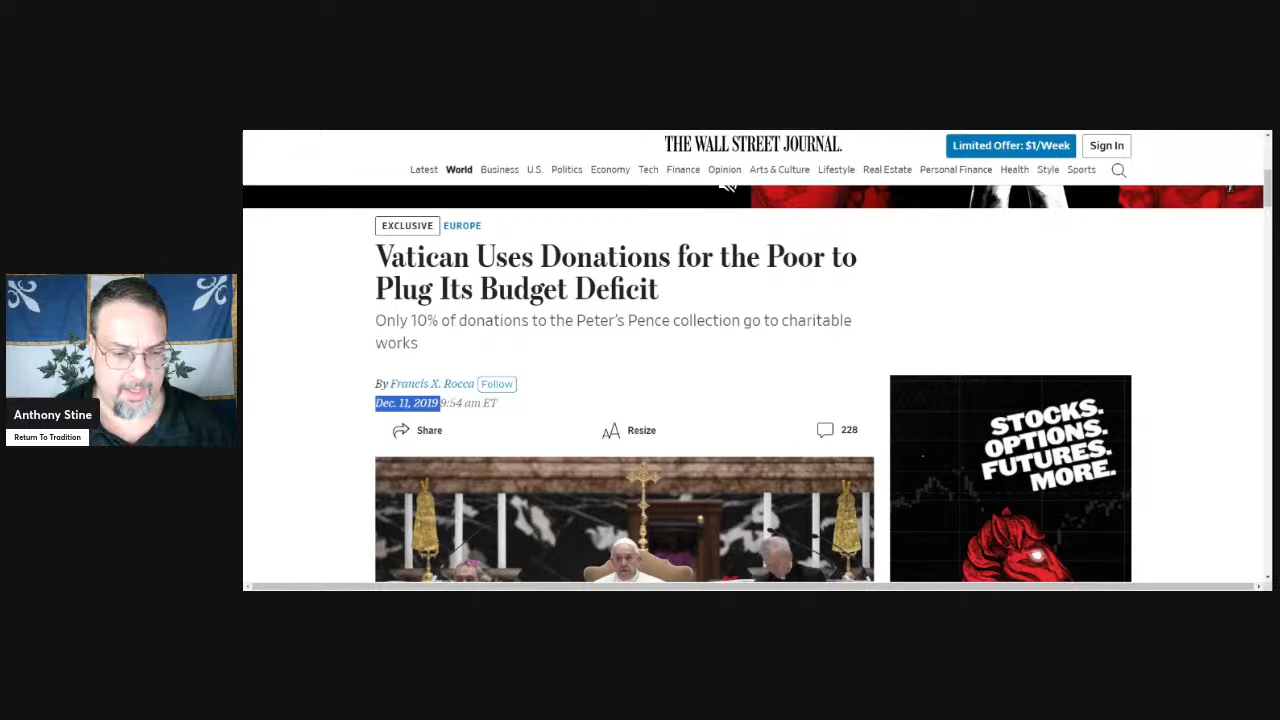 THE WALL STREET JOURNAL.
Limited Offer: $1/Week
Sign In
Latest World Business U.S. Politics Economy Tech Finance Opinion Arts & Culture Lifestyle Real Estate Personal Finance Health Style Sports
EXCLUSIVE EUROPE
Vatican Uses Donations for the Poor to
Plug Its Budget Deficit
Only 10% of donations to the Peter's Pence collection go to charitable
works
By Francis X. Rocca Follow
Dec. 11, 2019 9:54 am ET
Share
Resize
228
STOCKS.
OPTIONS.
FUTURES.
MORE.
Anthony Stine
Return To Tradition